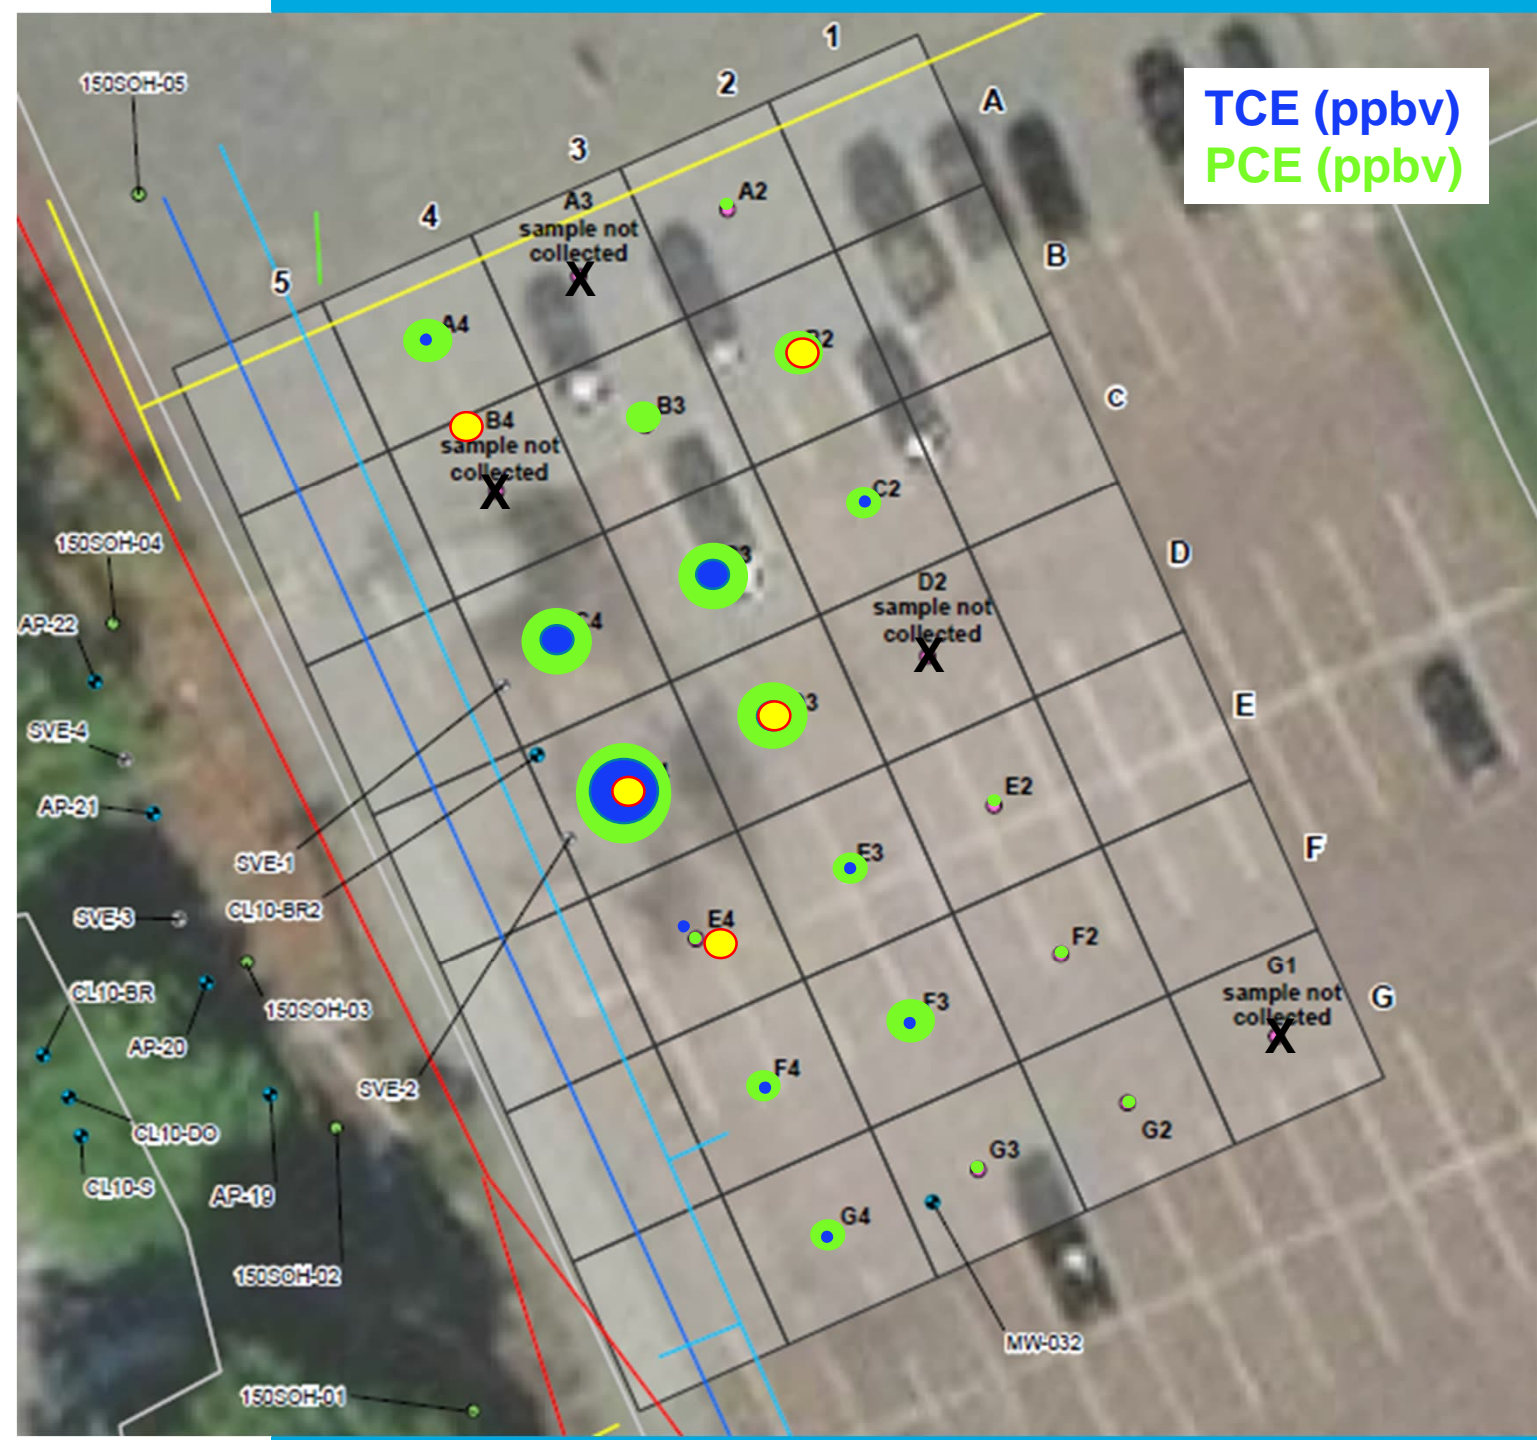 1
TCE (ppbv)
PCE (ppbv)
150SOH-05
2
A
3
A2
A3
sample not
collected
X
4
B
5
A4
B2
B3
C
B4
sample not
collected
X
C2
150SOH-04
D
D2
sample not
collected
X
AP-22
C4
E
SVE-4
AP-21
E2
F
SVE-1
E3
CL10-BR2
SVE-3
E4
F2
G1
sample not
collected
X
G
CL10-BR
150SOH-03
F3
AP-20
SVE-2
F4
CL10-DO
G2
G3
CL10-S
AP-19
G4
150SOH-02
MW-032
150SOH-01